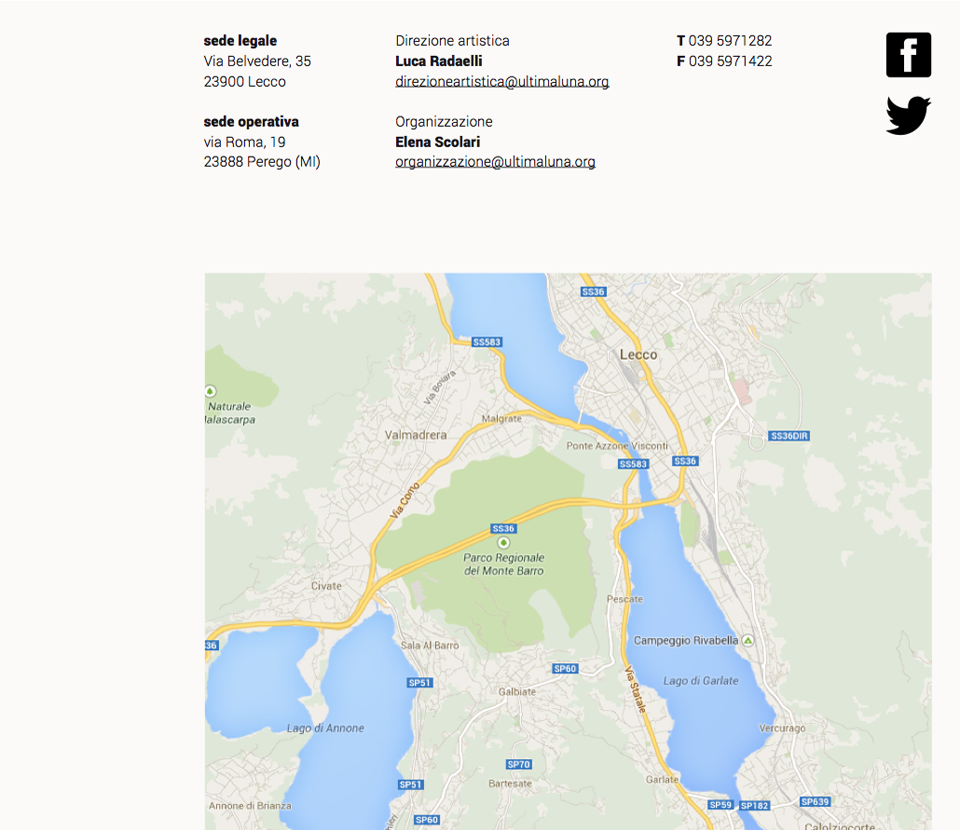 sede legale
Via Belvedere, 35
23900 Lecco
sede operativa
via Roma, 19
23888 Perego (MI)
Direzione artistica
Luca Radaelli
direzioneartistica@ultimaluna.org
Organizzazione
Elena Scolari
organizzazione@ultimaluna.org
T 039 5971282
F 039 5971422
SS36
SS583
Lecco
Via Bovara
Naturale
Malgrate
Valmadrera
SS36DIR
Ponte Azzone Visconti
SS583
SS36
Via Como
SS36
Parco Regionale
del Monte Barro
Civate
Pescate
36
Sala Al Barro
Campeggio Rivabella
SP60
SP51
Via Statale
Lago di Garlate
Galbiate
Lago di Annone
Vercurago
SP70
Garlate
SP51
Bartesate
Annone di Brianza
SP59
SP182
SP639
SP60
Calolziocorte